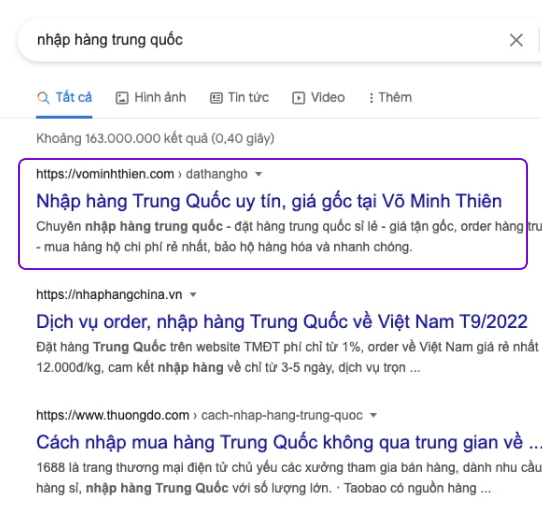 nhập hàng trung quốc
Tất cả Hình ảnh Tin tức Video Thêm
Khoảng 163.000.000 kết quả (0,40 giây)
https://vominhthien.com › dathangho
Nhập hàng Trung Quốc uy tín, giá gốc tại Võ Minh Thiên
Chuyên nhập hàng trung quốc - đặt hàng trung quốc sỉ lẻ - giá tận gốc, order hàng tru
- mua hàng hộ chi phí rẻ nhất, bảo hộ hàng hóa và nhanh chóng.
https://nhaphangchina.vn
Dịch vụ order, nhập hàng Trung Quốc về Việt Nam T9/2022
Đặt hàng Trung Quốc trên website TMĐT phí chỉ từ 1%, order về Việt Nam giá rẻ nhất
12.000đ/kg, cam kết nhập hàng về chỉ từ 3-5 ngày, dịch vụ trọn ...
https://www.thuongdo.com › cach-nhap-hang-trung-quoc
Cách nhập mua hàng Trung Quốc không qua trung gian về ...
1688 là trang thương mại điện tử chủ yếu các xưởng tham gia bán hàng, dành nhu cầu
hàng sỉ, nhập hàng Trung Quốc với số lượng lớn. · Taobao có nguồn hàng ...